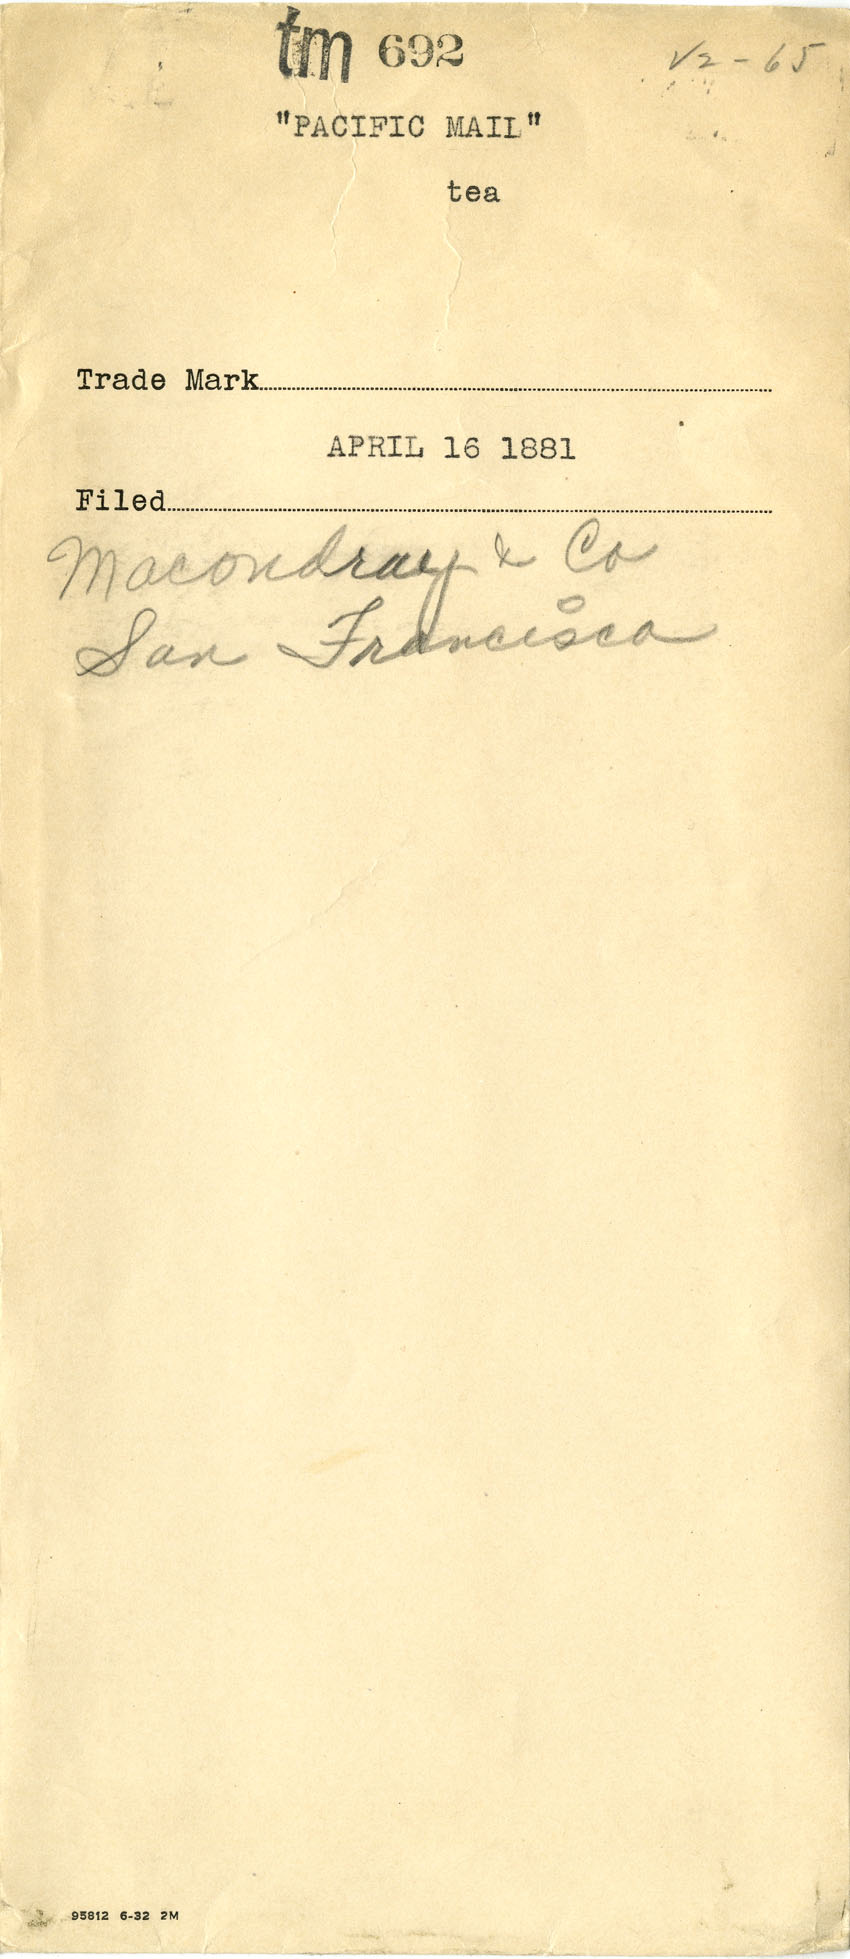 tm 692
V2-65
"PACIFIC MAIL"
tea
Trade Mark
APRIL 16 1881
Filed
Macondray & Co
San Francisco
95812 6-32 2M